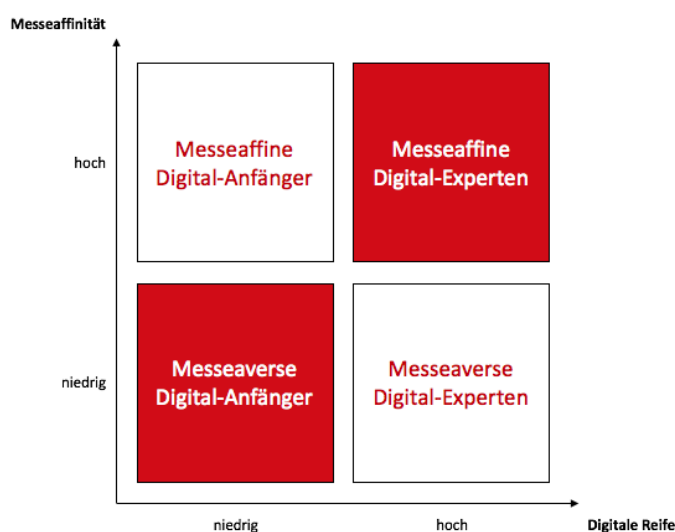 Messeaffinität
hoch
Messeaffine
Digital-Anfänger
Messeaffine
Digital-Experten
niedrig
Messeaverse
Digital-Anfänger
Messeaverse
Digital-Experten
niedrig
hoch
Digitale Reife